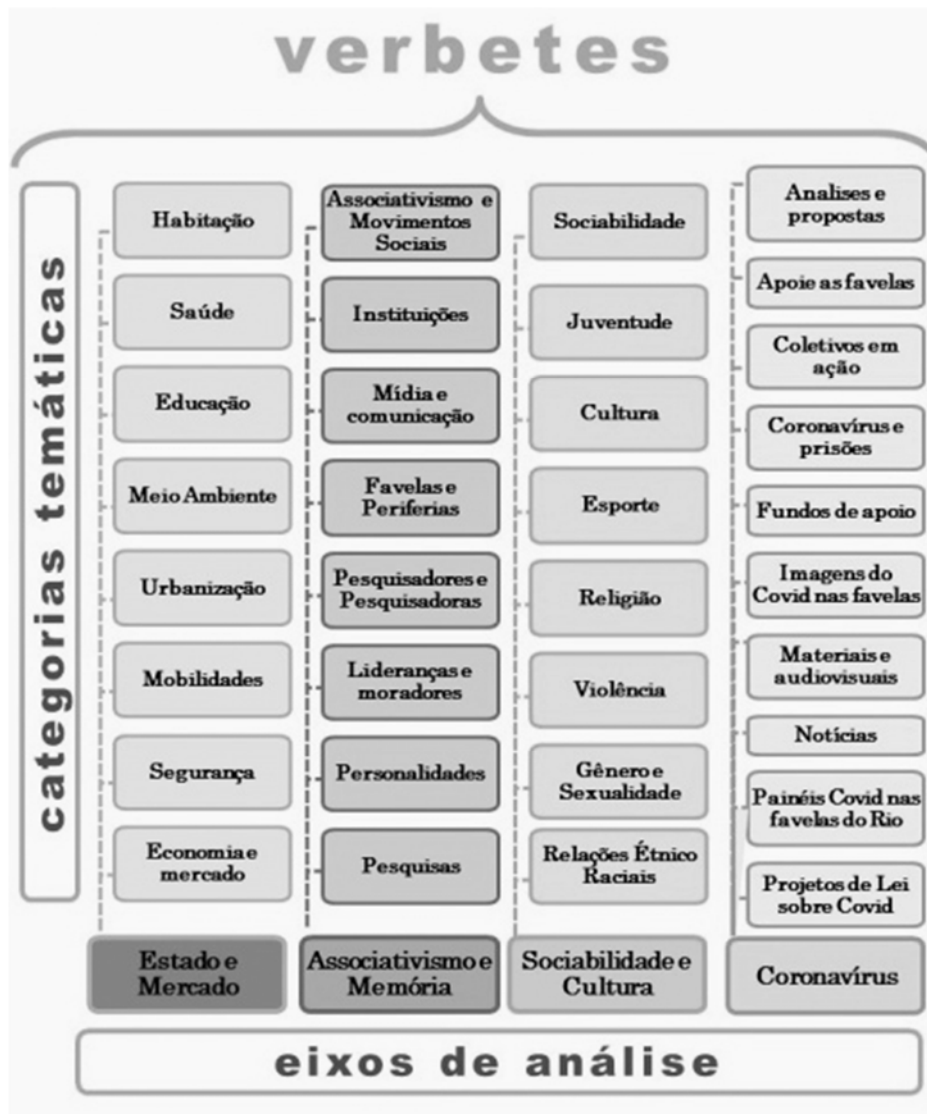 verbetes
categorias temáticas
Habitação
Saúde
Educação
Meio Ambiente
Urbanização
Mobilidades
Segurança
Economia e
mercado
Estado e
Mercado
Associativismo e
Movimentos
Sociais
Instituições
Mídia e
comunicação
Favelas e
Periferias
Pesquisadores e
Pesquisadoras
Lideranças e
moradores
Personalidades
Pesquisas
Associativismo e
Memória
Sociabilidade
Juventude
Cultura
Esporte
Religião
Violência
Gênero e
Sexualidade
Relações Étnico
Raciais
Sociabilidade e
Cultura
Analises e
propostas
Apoie as favelas
Coletivos em
ação
Coronavírus e
prisões
Fundos de apoio
Imagens do
Covid nas favelas
Materiais e
audiovisuais
Notícias
Painéis Covid nas
favelas do Rio
Projetos de Lei
sobre Covid
Coronavírus
eixos de análise